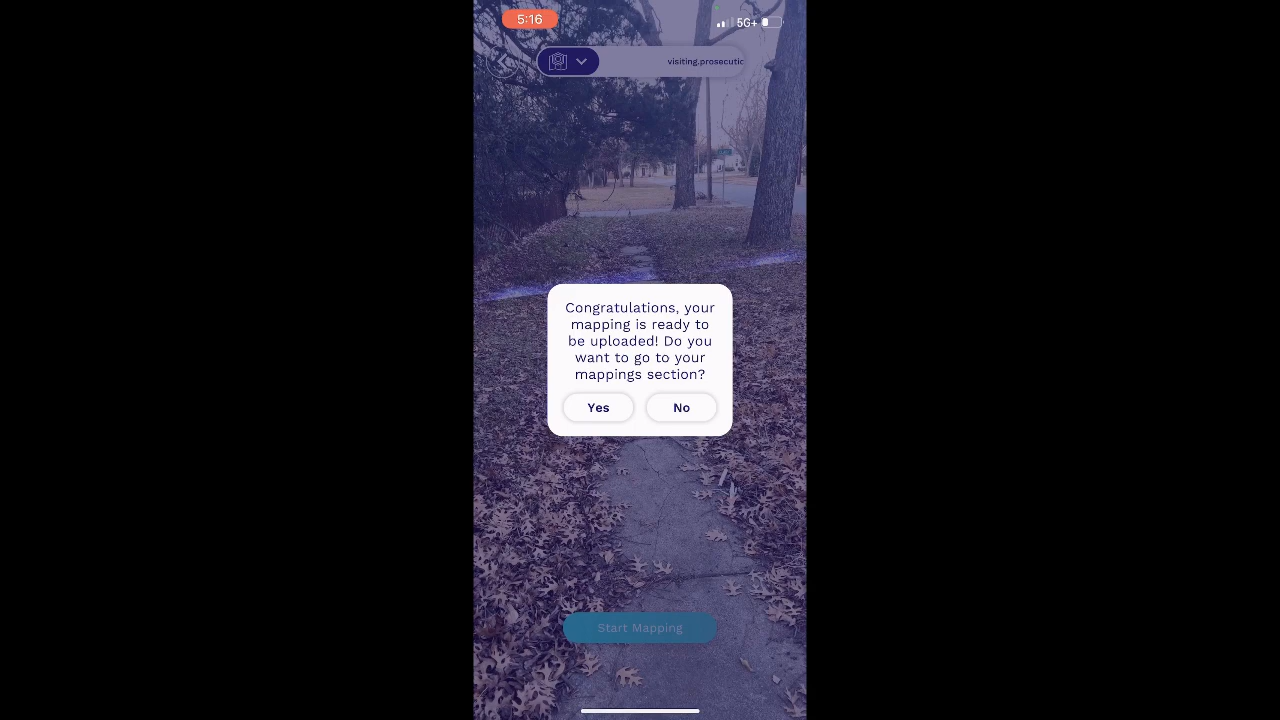 5:16
5G+
visiting.prosecutic
Congratulations, your
mapping is ready to
be uploaded! Do you
want to go to your
mappings section?
Yes
No
Start Mapping